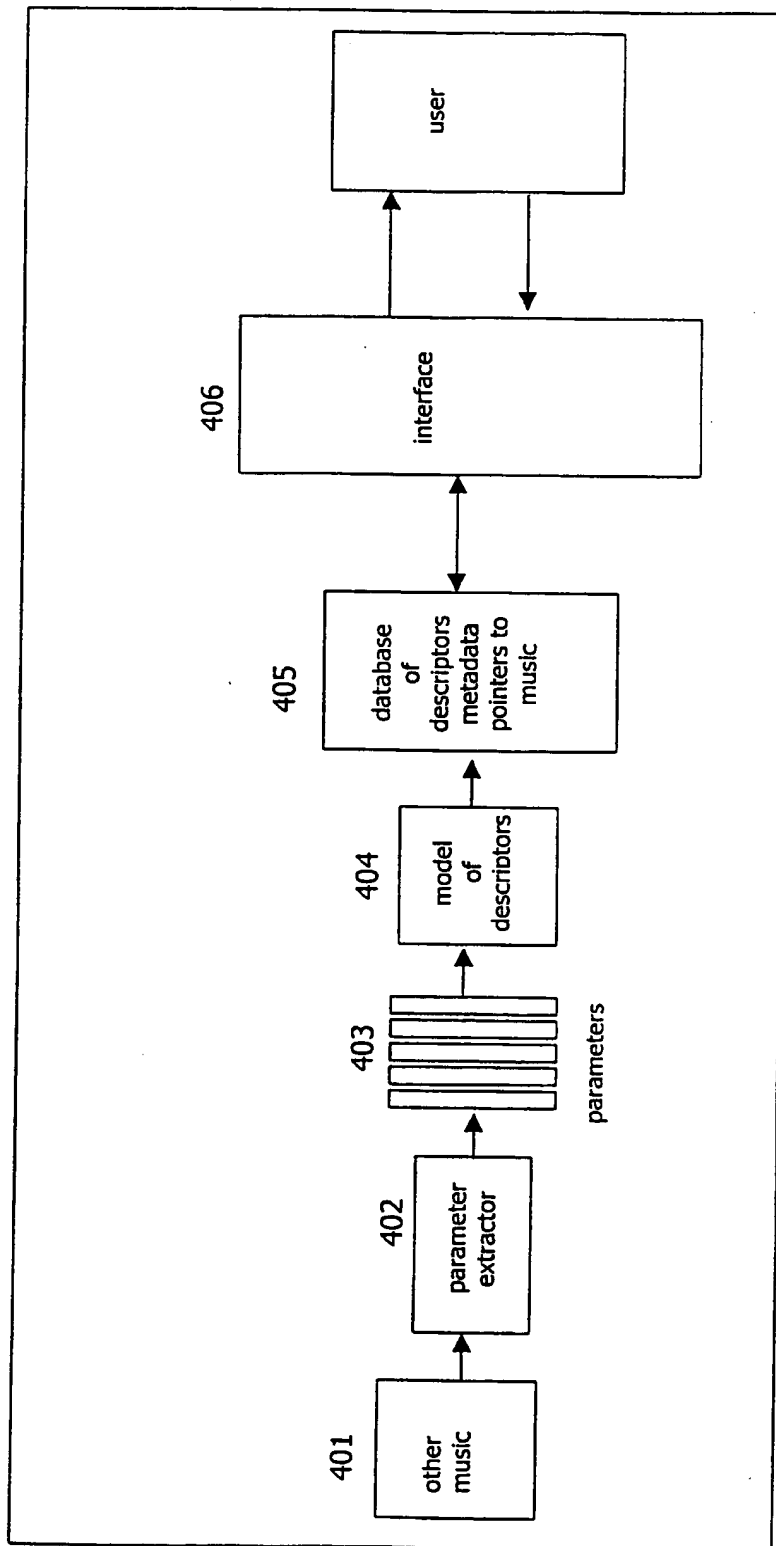 401
other
music
402
parameter
extractor
403
parameters
404
model
of
descriptors
405
database
of
descriptors
metadata
pointers to
music
406
interface
user